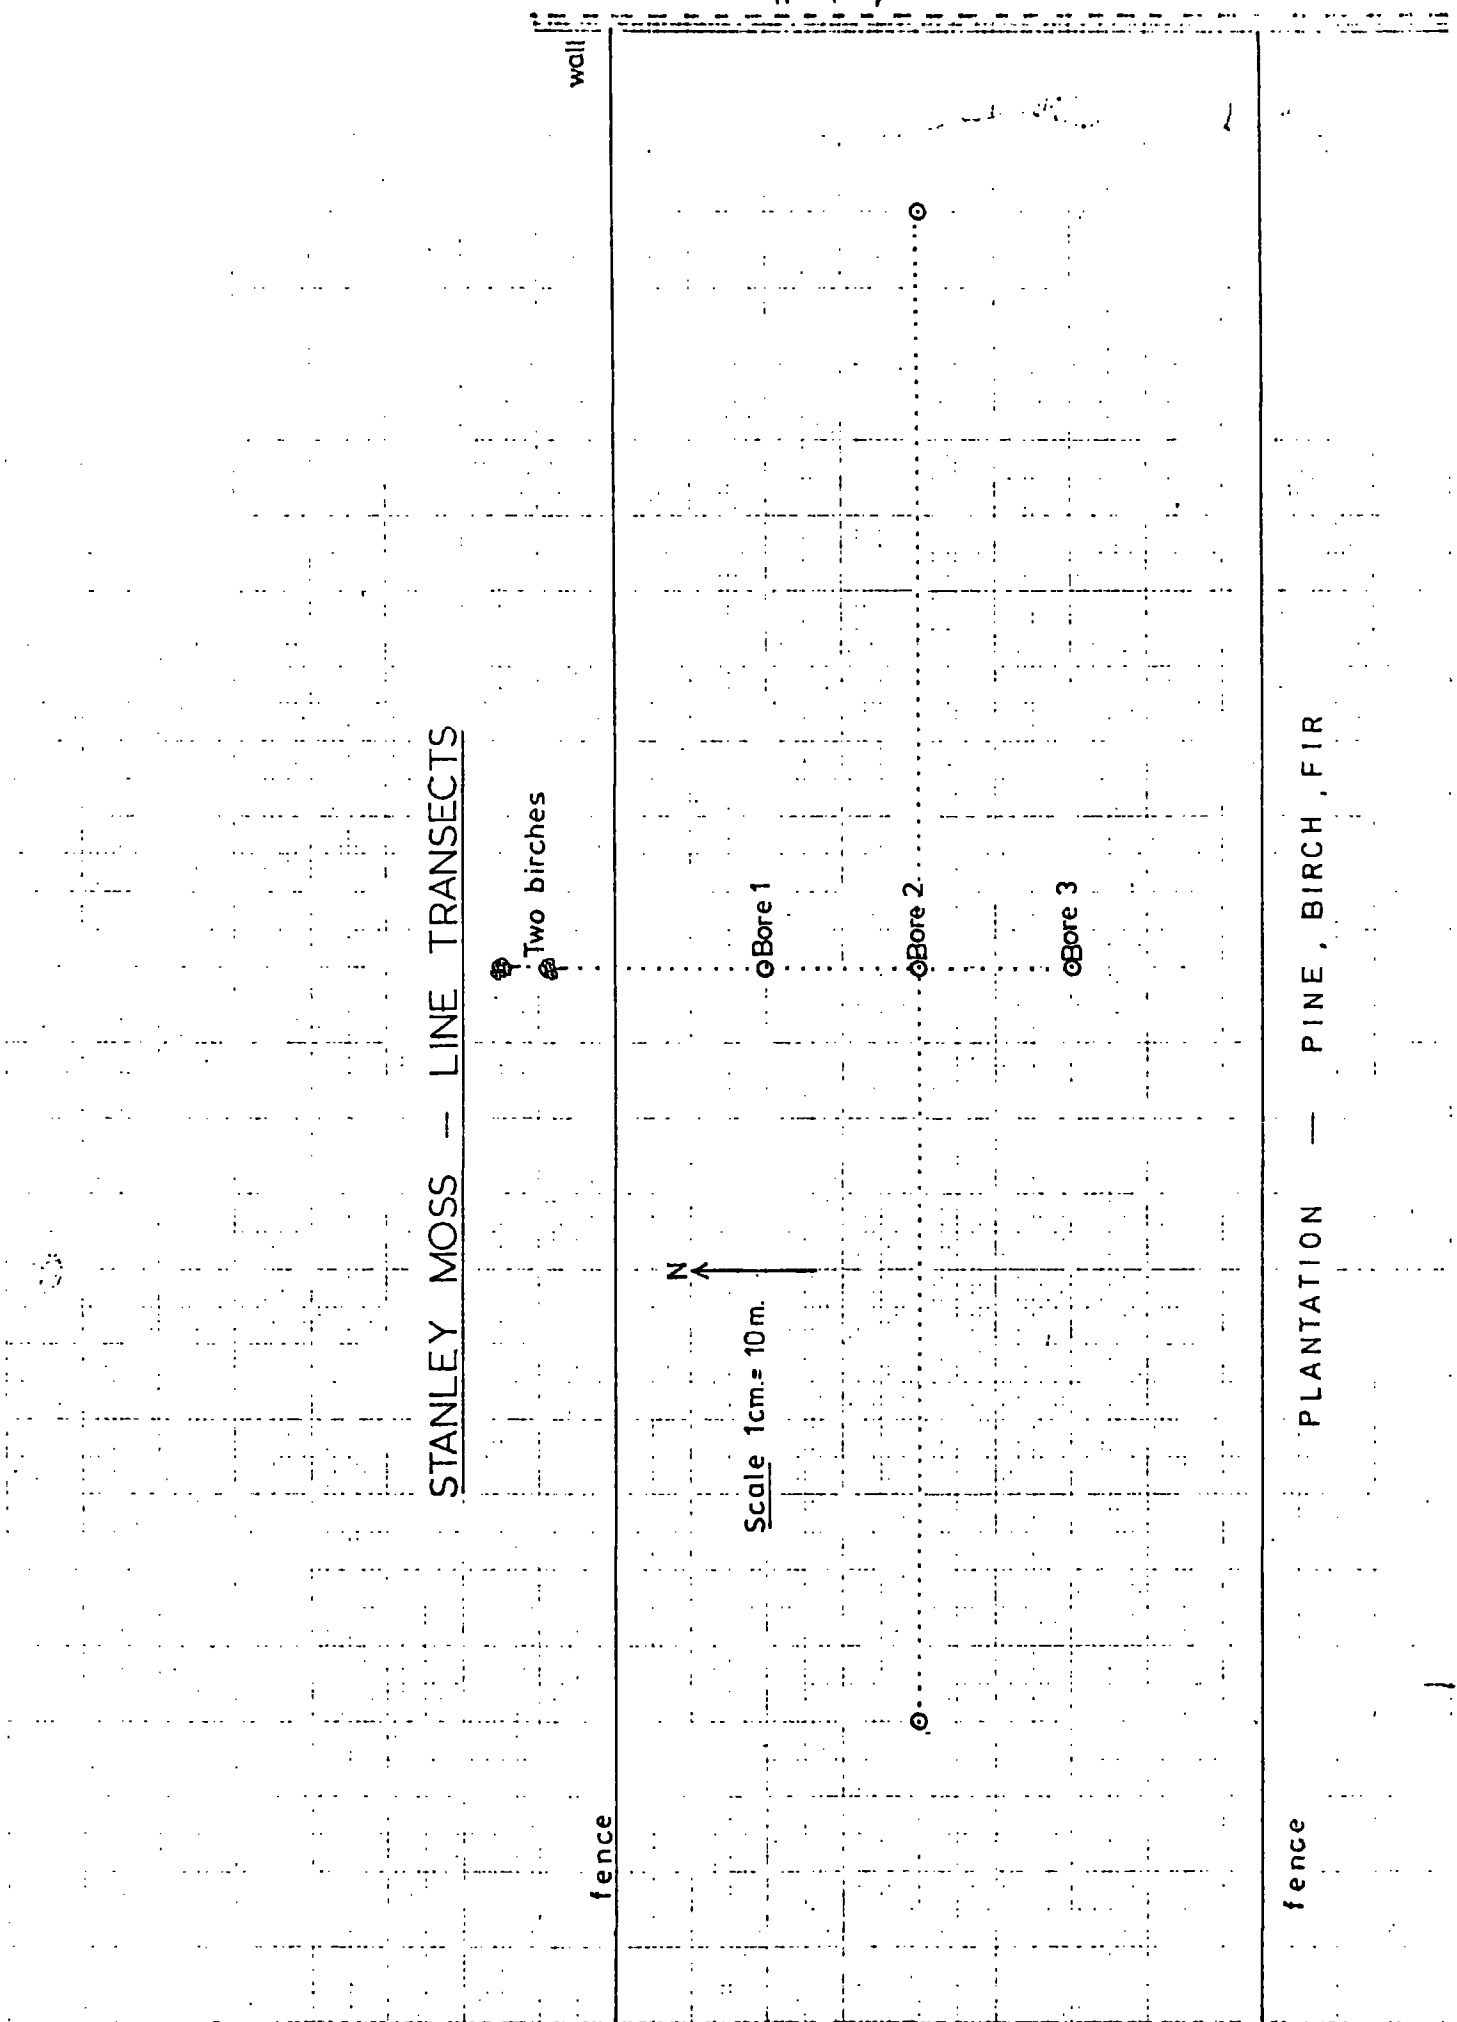 STANLEY MOSS — LINE TRANSECTS
Two birches
wall
Bore 1
Bore 2
Bore 3
N
Scale 1cm.= 10m.
fence
fence
PLANTATION — PINE, BIRCH, FIR